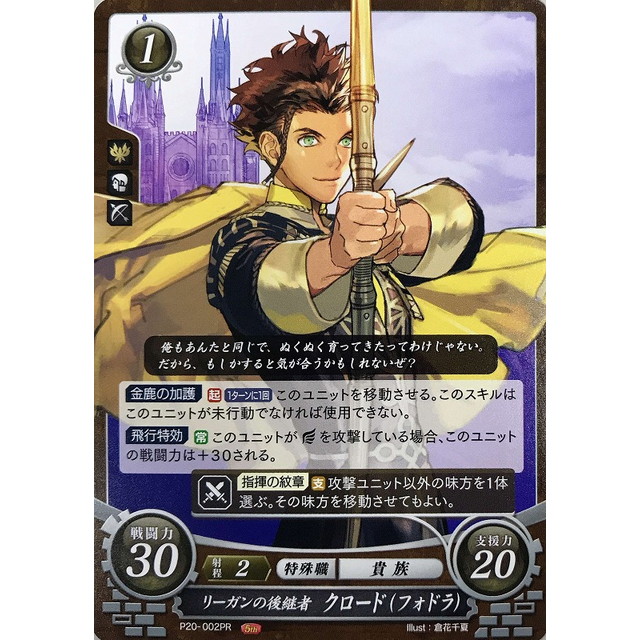 1
俺もあんたと同じで、ぬくぬく育ってきたってわけじゃない。
だから、もしかすると気が合うかもしれないぜ?
金鹿の加護 起 1ターンに1回 このユニットを移動させる。このスキルは
このユニットが未行動でなければ使用できない。
飛行特効 常 このユニットが を攻撃している場合、このユニット
の戦闘力は+30される。
指揮の紋章 支 攻撃ユニット以外の味方を1体
選ぶ。その味方を移動させてもよい。
戦闘力 30
射程 2 特殊職 貴族
支援力 20
リーガンの後継者 クロード(フォドラ)
P20-002PR 5th Illust:倉花千夏